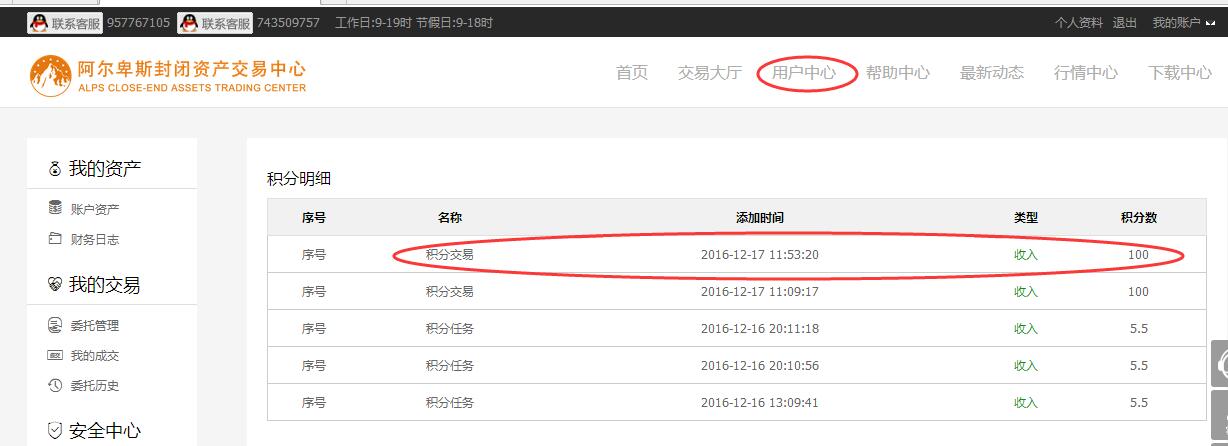 联系客服 957767105 联系客服 743509757 工作日:9-19时 节假日:9-18时 个人资料 退出 我的账户
阿尔卑斯封闭资产交易中心
ALPS CLOSE-END ASSETS TRADING CENTER
首页 交易大厅 用户中心 帮助中心 最新动态 行情中心 下载中心
我的资产
账户资产
财务日志
我的交易
委托管理
我的成交
委托历史
安全中心
积分明细
序号 名称 添加时间 类型 积分数
序号 积分交易 2016-12-17 11:53:20 收入 100
序号 积分交易 2016-12-17 11:09:17 收入 100
序号 积分任务 2016-12-16 20:11:18 收入 5.5
序号 积分任务 2016-12-16 20:10:56 收入 5.5
序号 积分任务 2016-12-16 13:09:41 收入 5.5